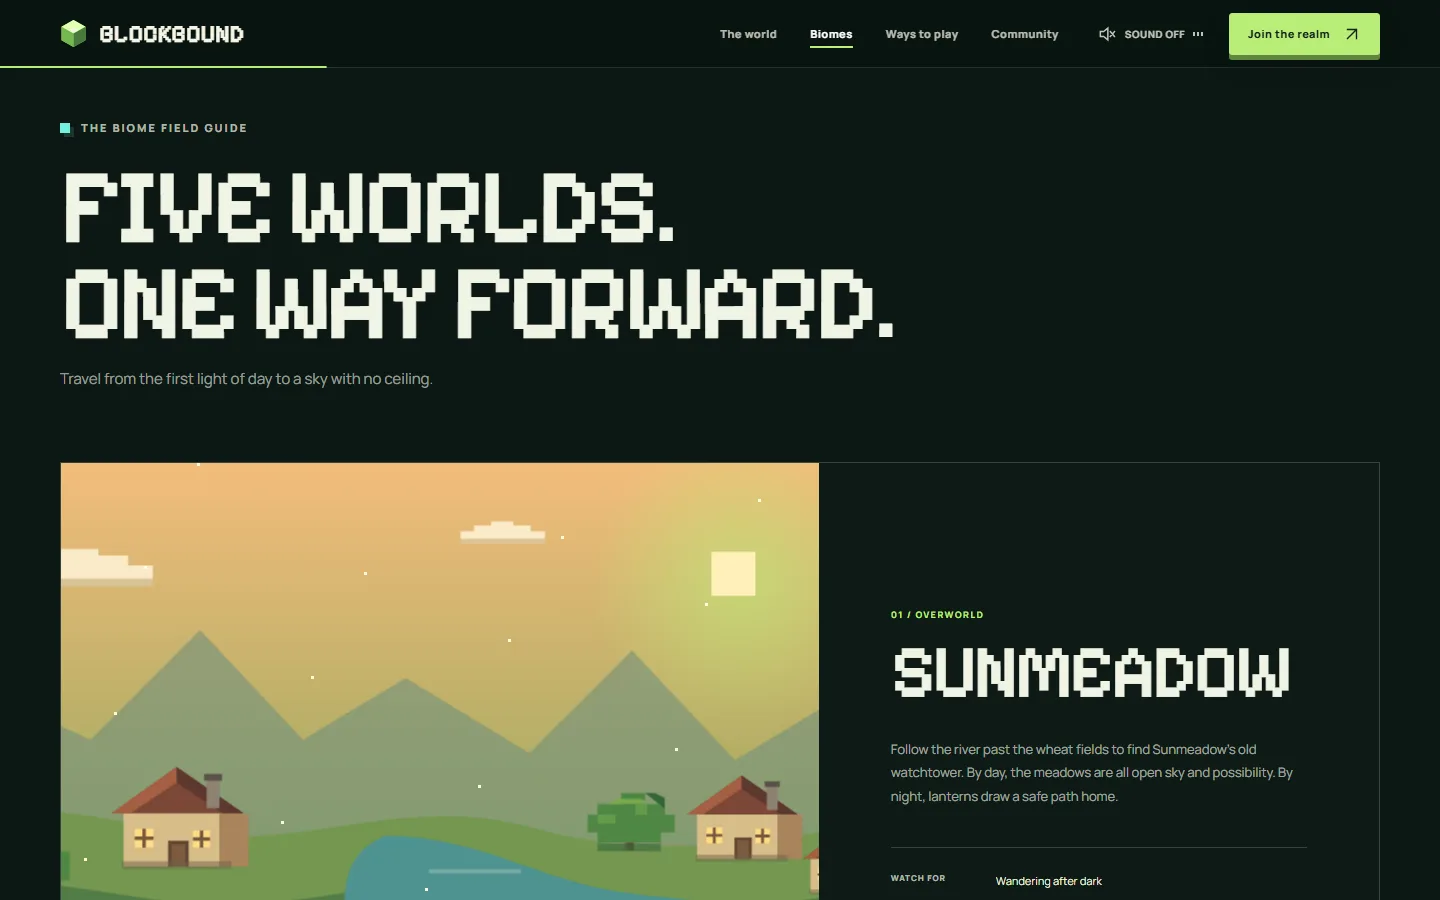 BLOOKBOUND
The world
Biomes
Ways to play
Community
SOUND OFF
Join the realm
THE BIOME FIELD GUIDE
FIVE WORLDS.
ONE WAY FORWARD.
Travel from the first light of day to a sky with no ceiling.
01 / OVERWORLD
SUNMEADOW
Follow the river past the wheat fields to find Sunmeadow's old
watchtower. By day, the meadows are all open sky and possibility. By
night, lanterns draw a safe path home.
WATCH FOR
Wandering after dark